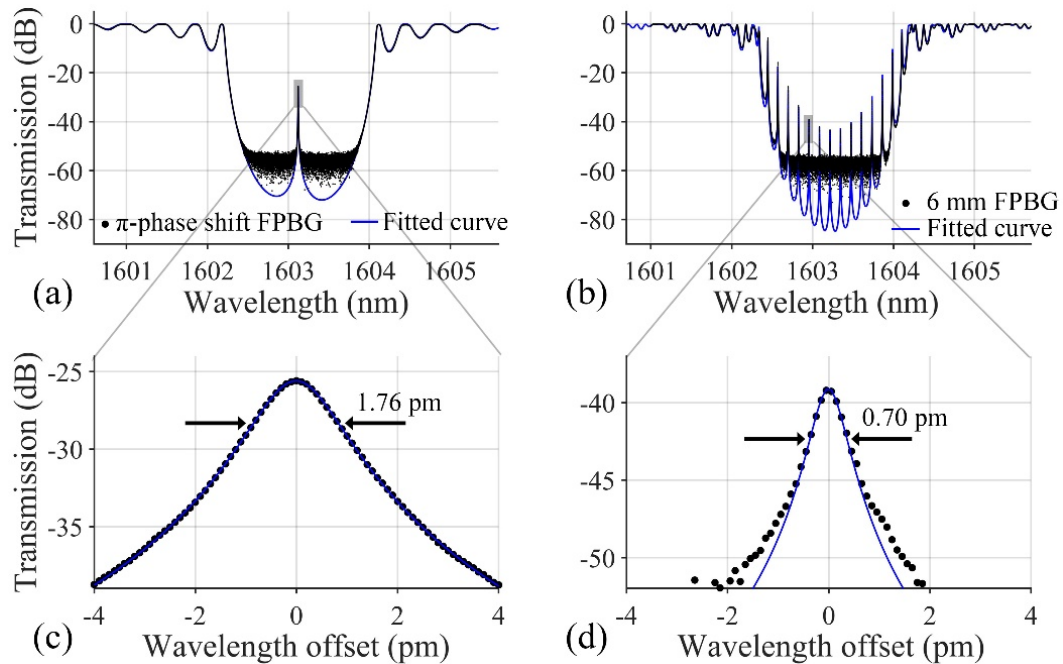 Transmission (dB)
0
-20
-40
-60
-80
π-phase shift FPBG
Fitted curve
1601
1602
1603
1604
1605
(a)
Wavelength (nm)
0
-20
-40
-60
-80
6 mm FPBG
Fitted curve
1601
1602
1603
1604
1605
(b)
Wavelength (nm)
Transmission (dB)
-25
-30
-35
1.76 pm
-4
-2
0
2
4
(c)
Wavelength offset (pm)
-40
-45
-50
0.70 pm
-4
-2
0
2
4
(d)
Wavelength offset (pm)